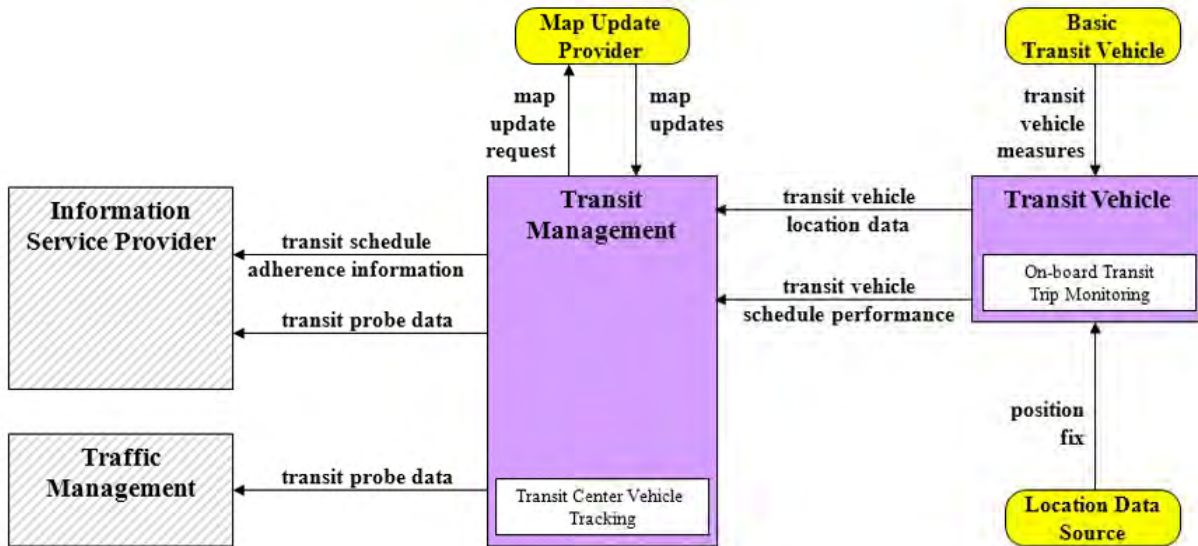 Map Update
Provider
Basic
Transit Vehicle
map
update
request
map
updates
transit
vehicle
measures
Information
Service Provider
Transit
Management
Transit Vehicle
transit vehicle
location data
transit schedule
adherence information
On-board Transit
Trip Monitoring
transit vehicle
schedule performance
transit probe data
position
fix
Traffic
Management
transit probe data
Transit Center Vehicle
Tracking
Location Data
Source